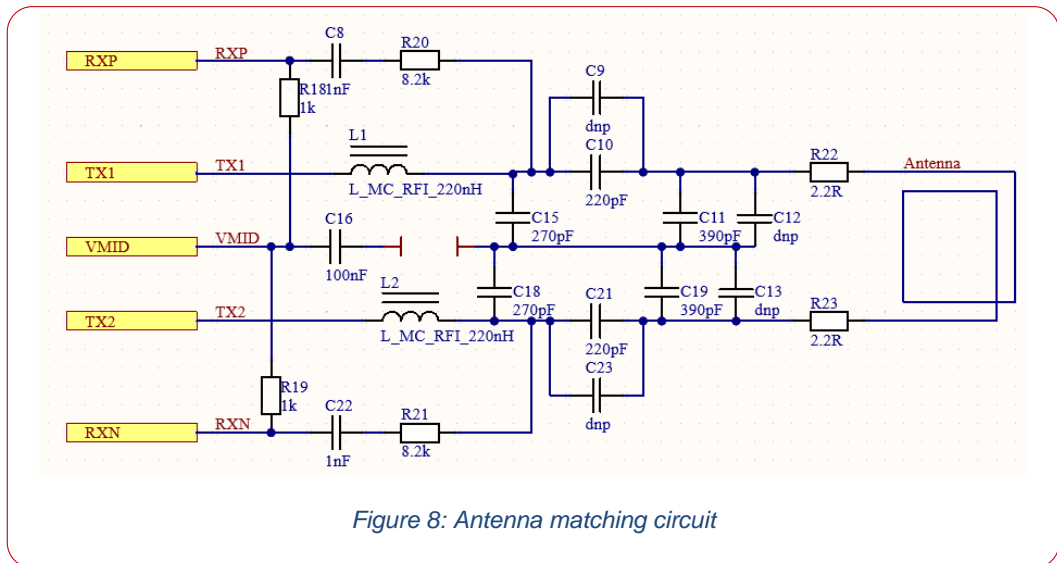 C8
R20
RXP RXP
8.2k
R18 1nF
1k
C9
dnp
L1
C10
R22
Antenna
TX1 TX1
L_MC_RFI_220nH
220pF
2.2R
C15
270pF
C11
390pF
C12
dnp
VMID VMID
C16
100nF
L2
C18
270pF
C21
C19
390pF
C13
dnp
TX2 TX2
L_MC_RFI_220nH
220pF
R23
2.2R
C23
R19
1k
C22
R21
dnp
RXN RXN
1nF
8.2k
Figure 8: Antenna matching circuit